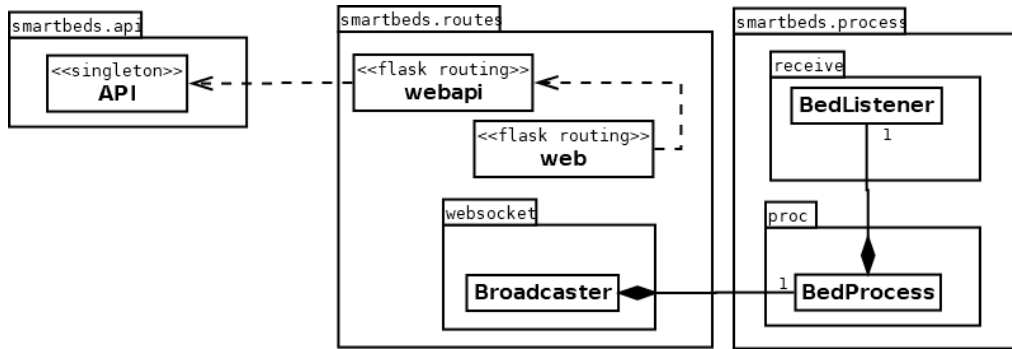 smartbeds.api
<<singleton>>
API
smartbeds.routes
<<flask routing>>
webapi
<<flask routing>>
web
websocket
Broadcaster
smartbeds.process
receive
BedListener
1
proc
1
BedProcess